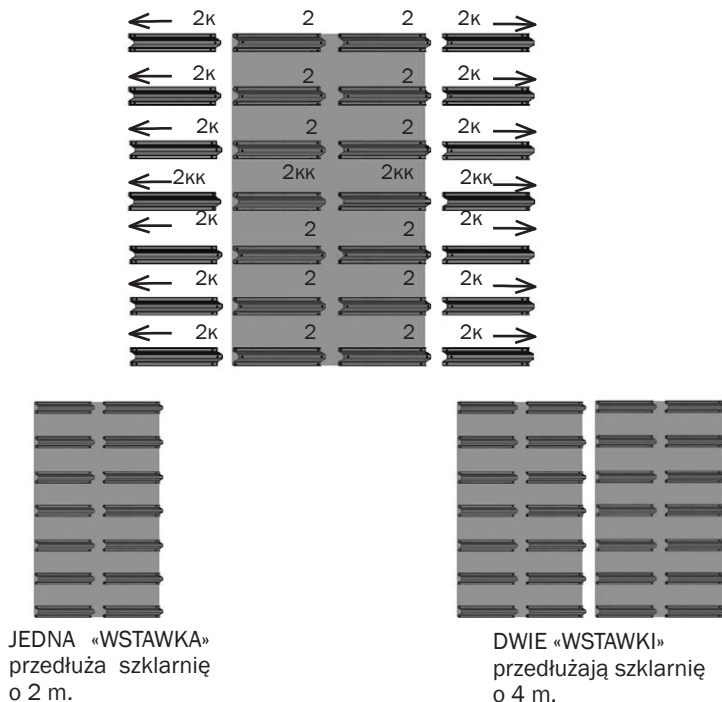 2к 2 2 2к
2к 2 2 2к
2к 2 2 2к
2кк 2кк 2кк 2кк
2к 2 2 2к
2к 2 2 2к
2к 2 2 2к
JEDNA «WSTAWKA»
przedłuża szklarnię
o 2 m.
DWIE «WSTAWKI»
przedłużają szklarnię
o 4 m.